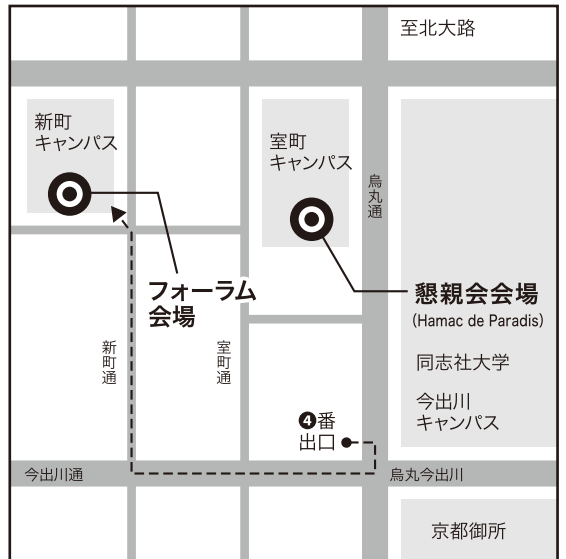 至北大路
新町
キャンパス
室町
キャンパス
烏丸通
フォーラム
会場
懇親会会場
(Hamac de Paradis)
新町通
室町通
同志社大学
今出川
キャンパス
❹番
出口
今出川通
烏丸今出川
京都御所